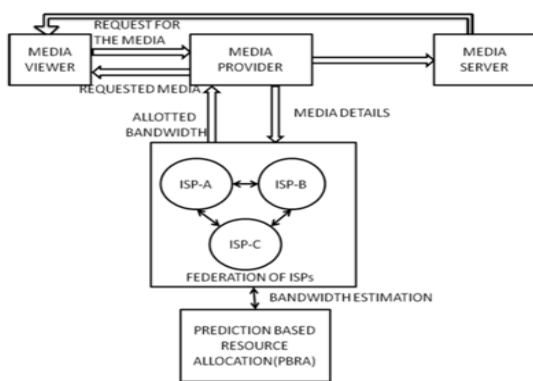 REQUEST FOR
THE MEDIA
MEDIA
VIEWER
MEDIA
PROVIDER
MEDIA
SERVER
REQUESTED MEDIA
ALLOTTED
BANDWIDTH
MEDIA DETAILS
ISP-A
ISP-B
ISP-C
FEDERATION OF ISPs
BANDWIDTH ESTIMATION
PREDICTION BASED
RESOURCE
ALLOCATION(PBRA)